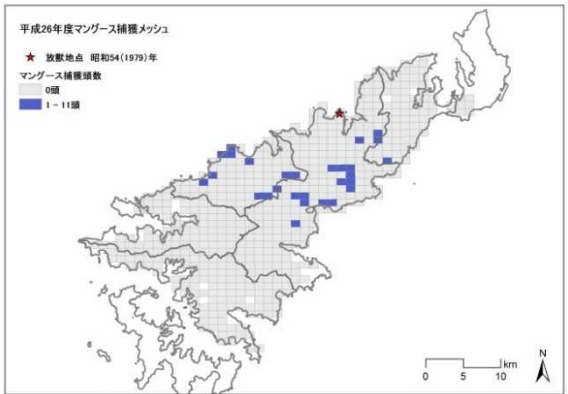 平成26年度マングース捕獲メッシュ
放獣地点 昭和54(1979)年
マングース捕獲頭数
0頭
1 - 11頭
N
km
0 5 10